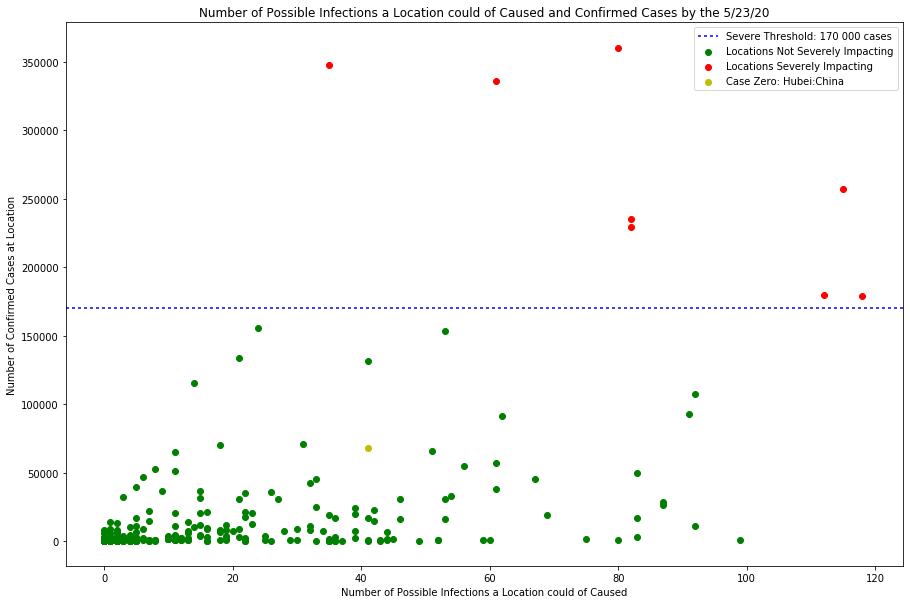 Number of Possible Infections a Location could of Caused and Confirmed Cases by the 5/23/20
Severe Threshold: 170 000 cases
Locations Not Severely Impacting
Locations Severely Impacting
Case Zero: Hubei:China
Number of Confirmed Cases at Location
350000
300000
250000
200000
150000
100000
50000
0
0 20 40 60 80 100 120
Number of Possible Infections a Location could of Caused